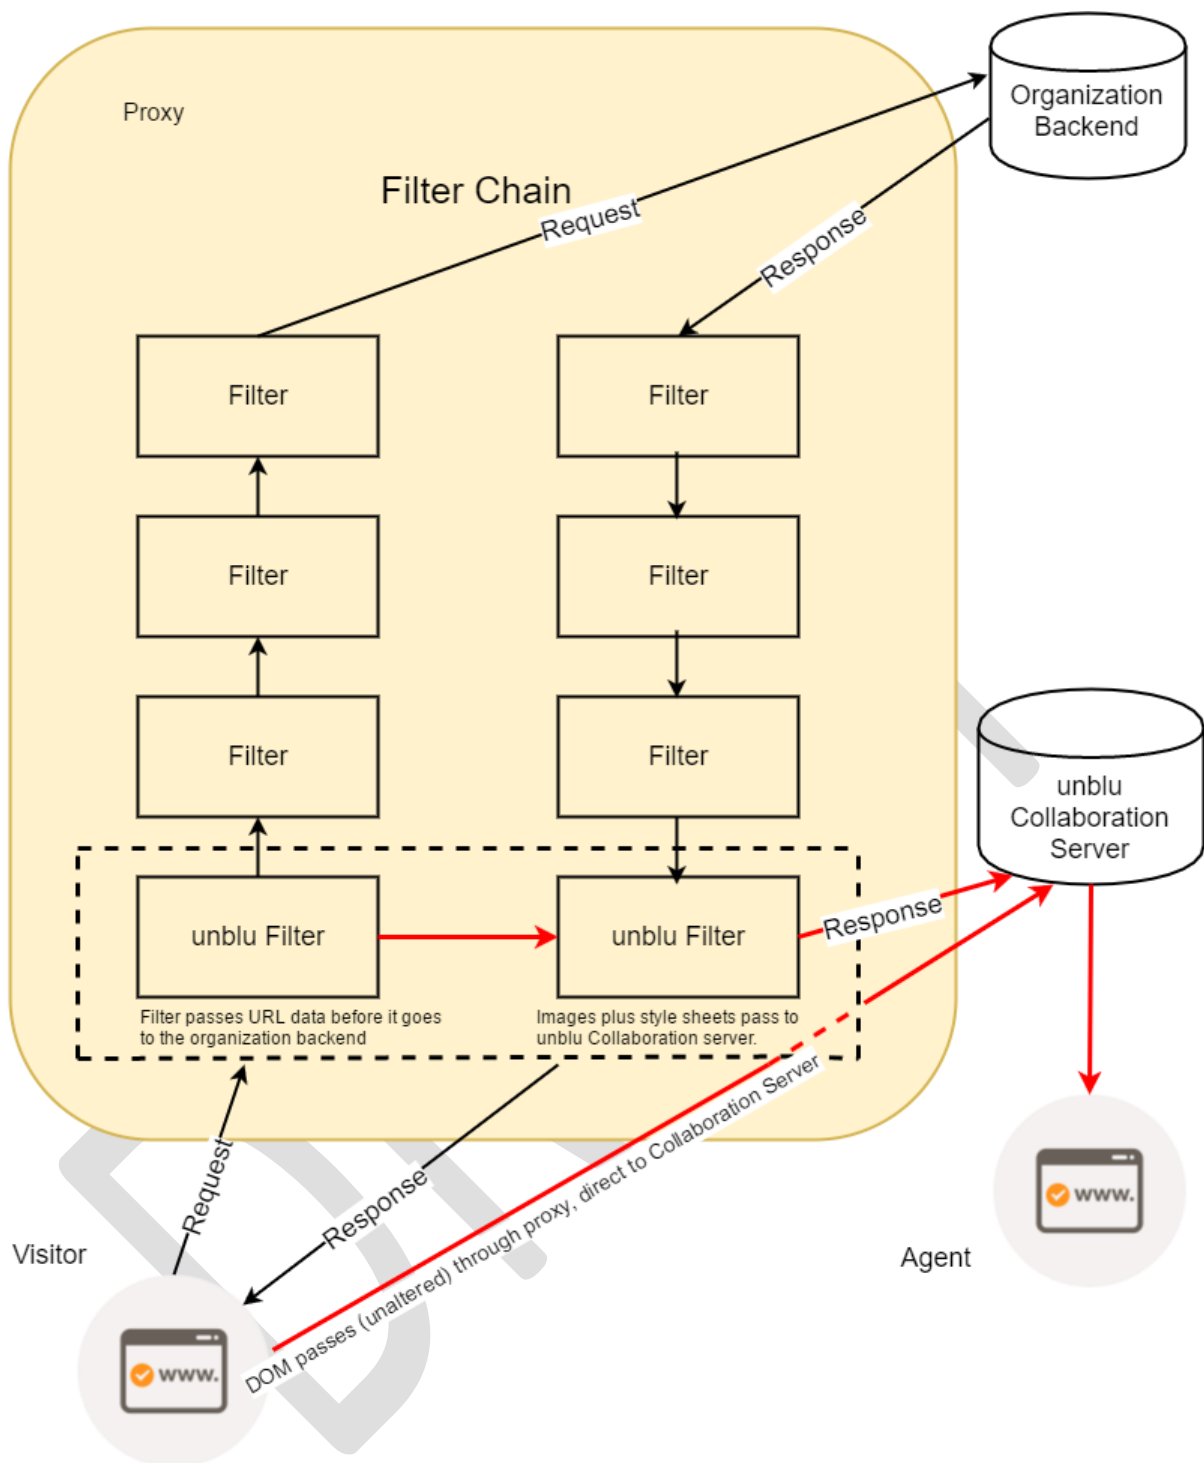 Organization
Backend
Proxy
Filter Chain
Request
Response
Filter
Filter
Filter
Filter
Filter
Filter
unblu
Collaboration
Server
unblu Filter
unblu Filter
Response
Filter passes URL data before it goes
to the organization backend
Images plus style sheets pass to
unblu Collaboration server.
DOM passes (unaltered) through proxy, direct to Collaboration Server
Request
Response
Visitor
www.
Agent
www.